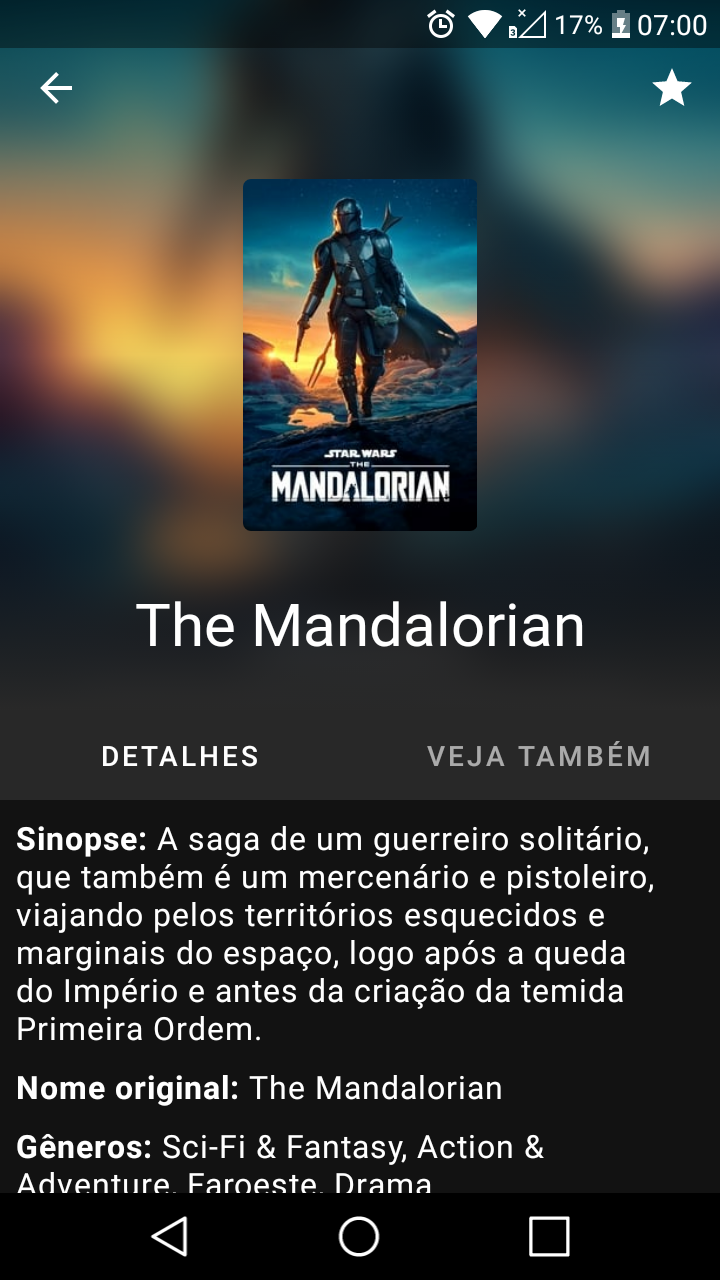 17% 07:00
STAR WARS
THE
MANDALORIAN
The Mandalorian
DETALHES VEJA TAMBÉM
Sinopse: A saga de um guerreiro solitário,
que também é um mercenário e pistoleiro,
viajando pelos territórios esquecidos e
marginais do espaço, logo após a queda
do Império e antes da criação da temida
Primeira Ordem.
Nome original: The Mandalorian
Gêneros: Sci-Fi & Fantasy, Action &
Adventure, Faroeste, Drama